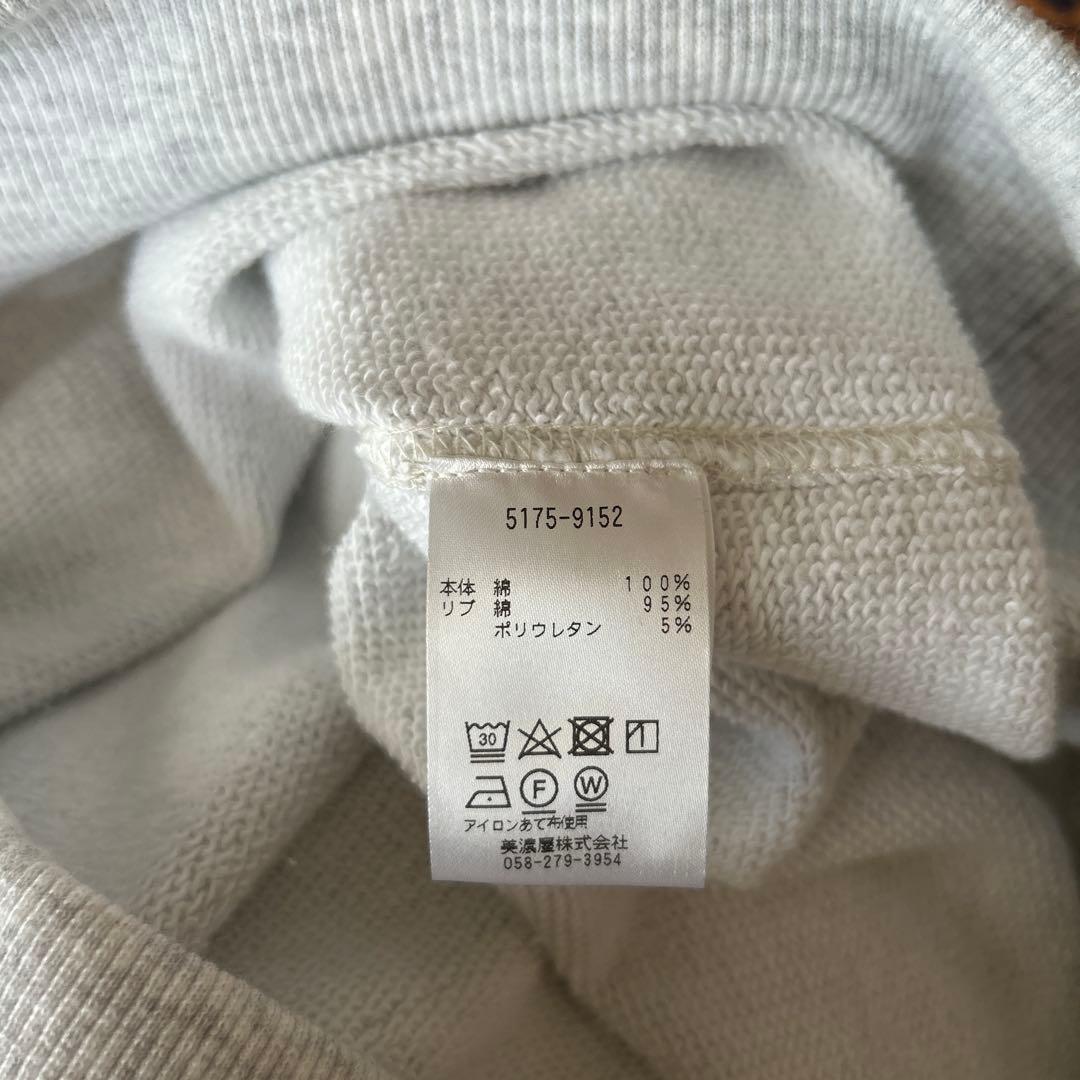 5175-9152
本体 綿 100%
リブ 綿 95%
ポリウレタン 5%
30
F W
アイロンあて布使用
美濃屋株式会社
058-279-3954